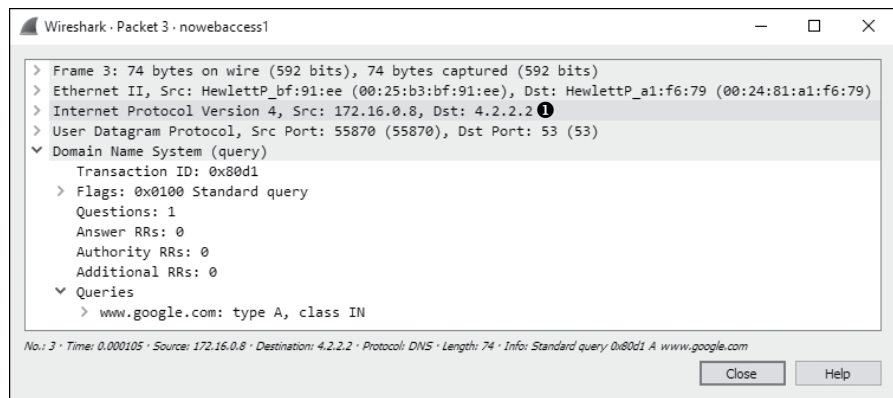 Wireshark · Packet 3 · nowebaccess1
> Frame 3: 74 bytes on wire (592 bits), 74 bytes captured (592 bits)
> Ethernet II, Src: HewlettP_bf:91:ee (00:25:b3:bf:91:ee), Dst: HewlettP_a1:f6:79 (00:24:81:a1:f6:79)
> Internet Protocol Version 4, Src: 172.16.0.8, Dst: 4.2.2.2 ❶
> User Datagram Protocol, Src Port: 55870 (55870), Dst Port: 53 (53)
Domain Name System (query)
Transaction ID: 0x80d1
> Flags: 0x0100 Standard query
Questions: 1
Answer RRs: 0
Authority RRs: 0
Additional RRs: 0
Queries
> www.google.com: type A, class IN
No.: 3 · Time: 0.000105 · Source: 172.16.0.8 · Destination: 4.2.2.2 · Protocol: DNS · Length: 74 · Info: Standard query 0x80d1 A www.google.com
Close Help